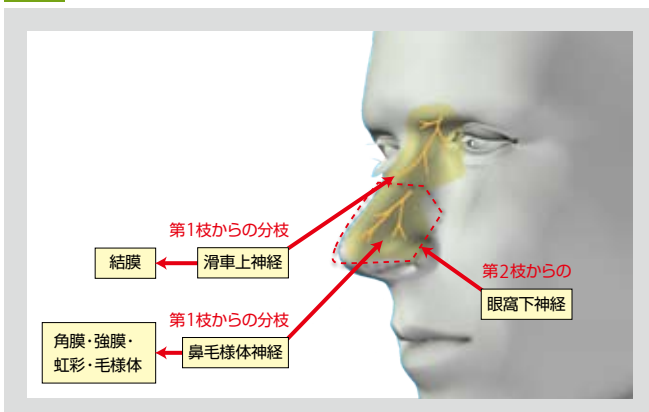 第1枝からの分枝
結膜
滑車上神経
第2枝からの
眼窩下神経
第1枝からの分枝
角膜・強膜・
虹彩・毛様体
鼻毛様体神経